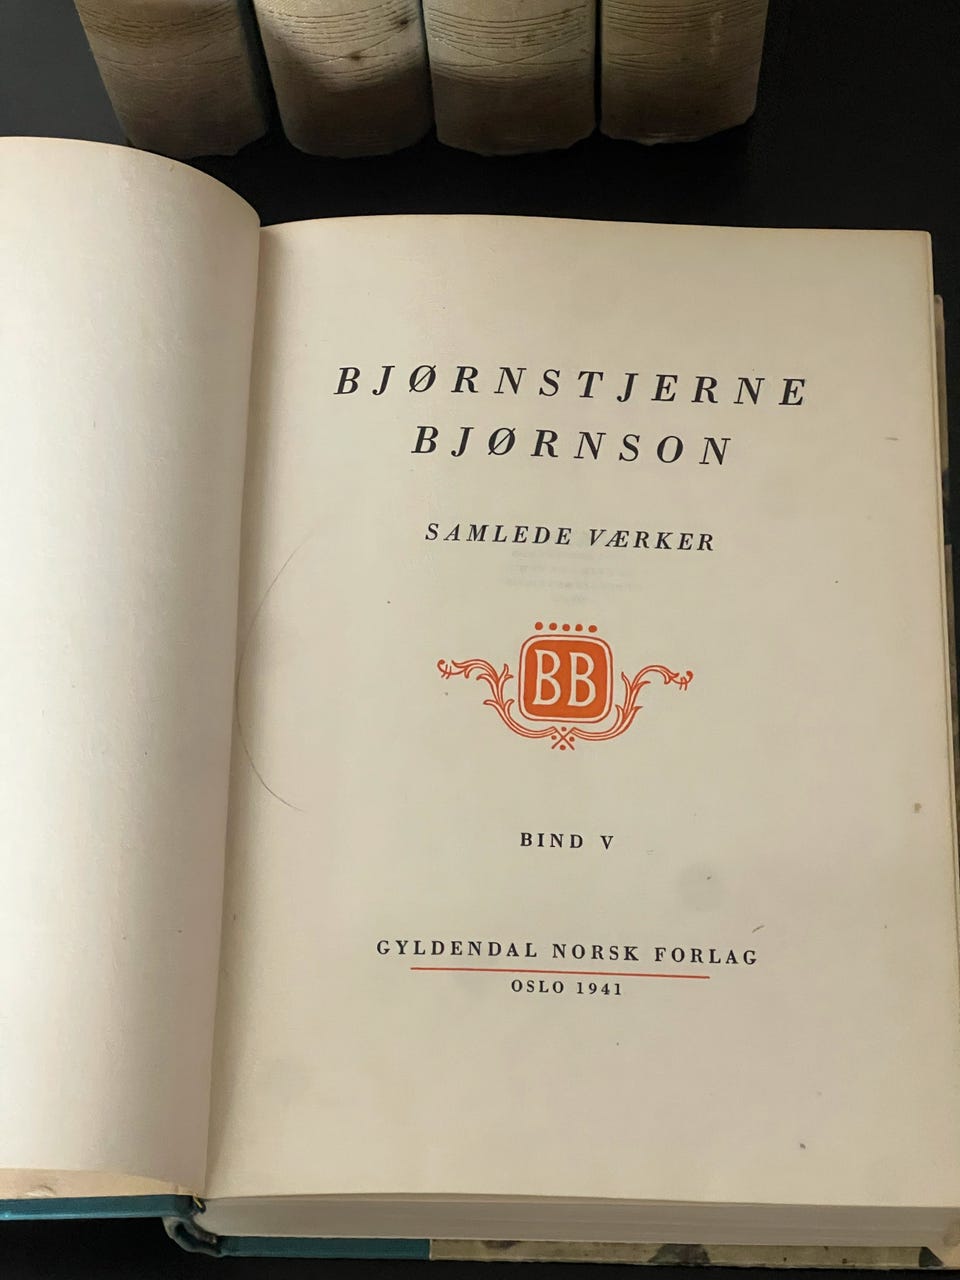 BJØRNSTJERNE
BJØRNSON
SAMLEDE VÆRKER
BB
BIND V
GYLDENDAL NORSK FORLAG
OSLO 1941